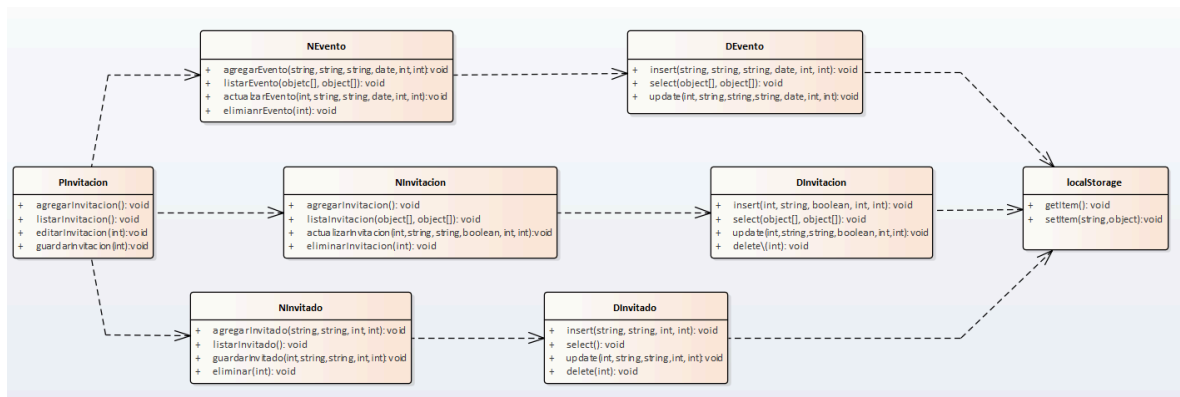 NEvento
+ agregarEvento(string, string, string, date, int, int): void
+ listarEvento(objetc[], object[]): void
+ actualizarEvento(int, string, string, date, int, int): void
+ elimianrEvento(int): void
DEvento
+ insert(string, string, string, date, int, int): void
+ select(object[], object[]): void
+ update(int, string,string,string, date, int, int): void
PInvitacion
+ agregarInvitacion(): void
+ listarInvitacion(): void
+ editarInvitacion(int): void
+ guardarInvitacion(int): void
NInvitacion
+ agregarInvitacion(): void
+ listaInvitacion(object[], object[]): void
+ actualizarInvitacion(int, string, string, boolean, int, int): void
+ eliminarInvitacion(int): void
DInvitacion
+ insert(int, string, boolean, int, int): void
+ select(object[], object[]): void
+ update(int, string, string, boolean, int, int): void
+ delete\(int): void
localStorage
+ getItem(): void
+ setItem(string,object): void
NInvitado
+ agregarInvitado(string, string, int, int): void
+ listarInvitado(): void
+ guardarInvitado(int, string, string, int, int): void
+ eliminar(int): void
DInvitado
+ insert(string, string, int, int): void
+ select(): void
+ update(int, string, string, int, int): void
+ delete(int): void